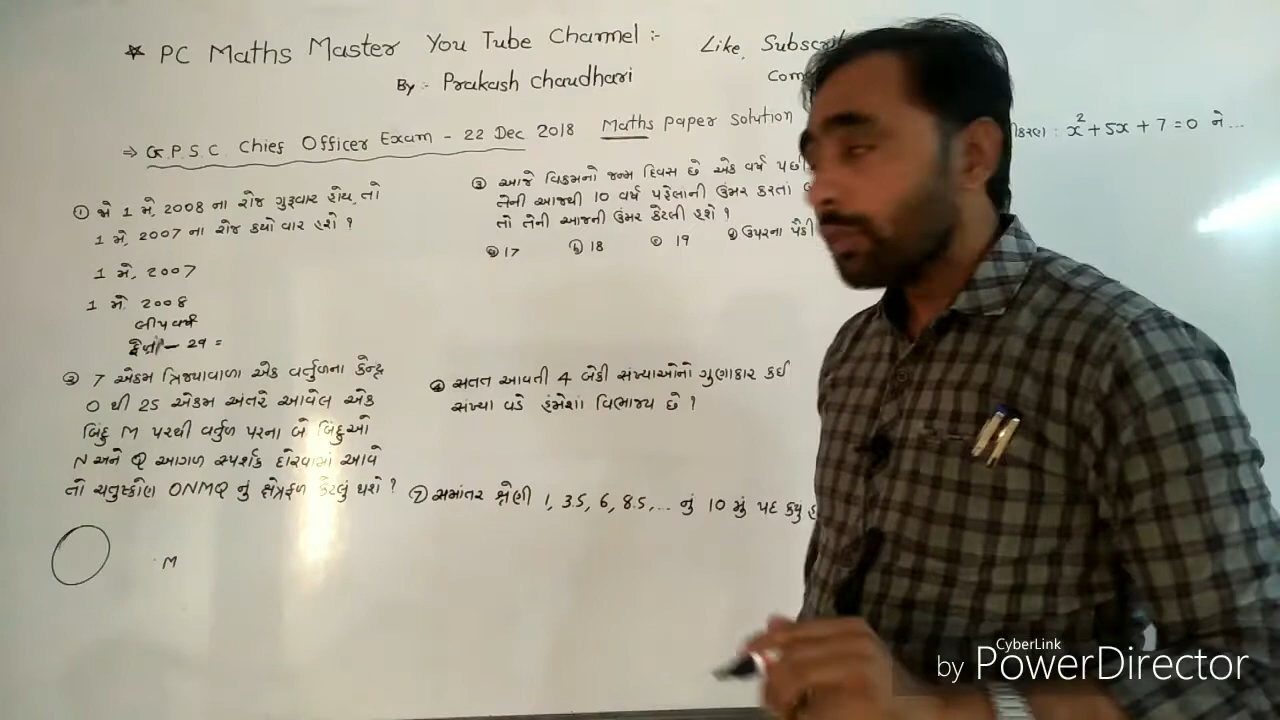 * PC Maths Master You Tube Channel :-
Like, Subscrib
By :- Prakash Chaudhari
Com
⇒ G.P.S.C. Chief Officer Exam - 22 Dec 2018 Maths paper solution
① જો 1 મે, 2008 ના રોજ ગુરૂવાર હોય, તો
1 મે, 2007 ના રોજ કયો વાર હશે ?
1 મે, 2007
1 મે. 2008
લીપ વર્ષ
ફેબ્રુ - 29 =
③ 7 એકમ ત્રિજ્યાવાળા એક વર્તુળના કેન્દ્ર
O થી 25 એકમ અંતરે આવેલ એક
બિંદુ M પરથી વર્તુળ પરના બે બિંદુઓ
N અને Q આગળ સ્પર્શક દોરવામાં આવે
તો ચતુષ્કોણ ONMQ નું ક્ષેત્રફળ કેટલું થશે ?
M
② આજે વિક્રમનો જન્મ દિવસ છે એક વર્ષ પછી
તેની આજથી 10 વર્ષ પહેલાની ઉંમર કરતાં
તો તેની આજની ઉંમર કેટલી હશે ?
ⓐ 17 ⓑ 18 ⓒ 19 ⓓ ઉપરના પૈકી
④ સતત આવતી 4 બેકી સંખ્યાઓનો ગુણાકાર કઈ
સંખ્યા વડે હંમેશા વિભાજ્ય છે ?
⑦ સમાંતર શ્રેણી 1, 3.5, 6, 8.5, ... નું 10 મું પદ કયું હ
કરણ : x² + 5x + 7 = 0 ને ...
CyberLink
by PowerDirector